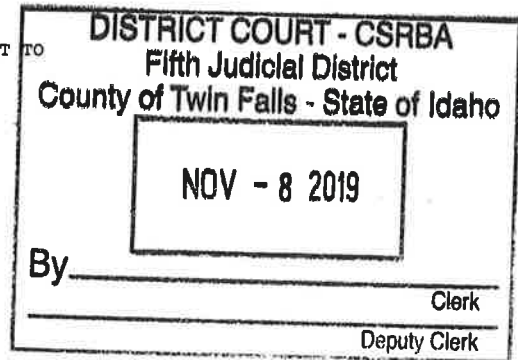 T TO
DISTRICT COURT - CSRBA
Fifth Judicial District
County of Twin Falls - State of Idaho
NOV - 8 2019
By
Clerk
Deputy Clerk